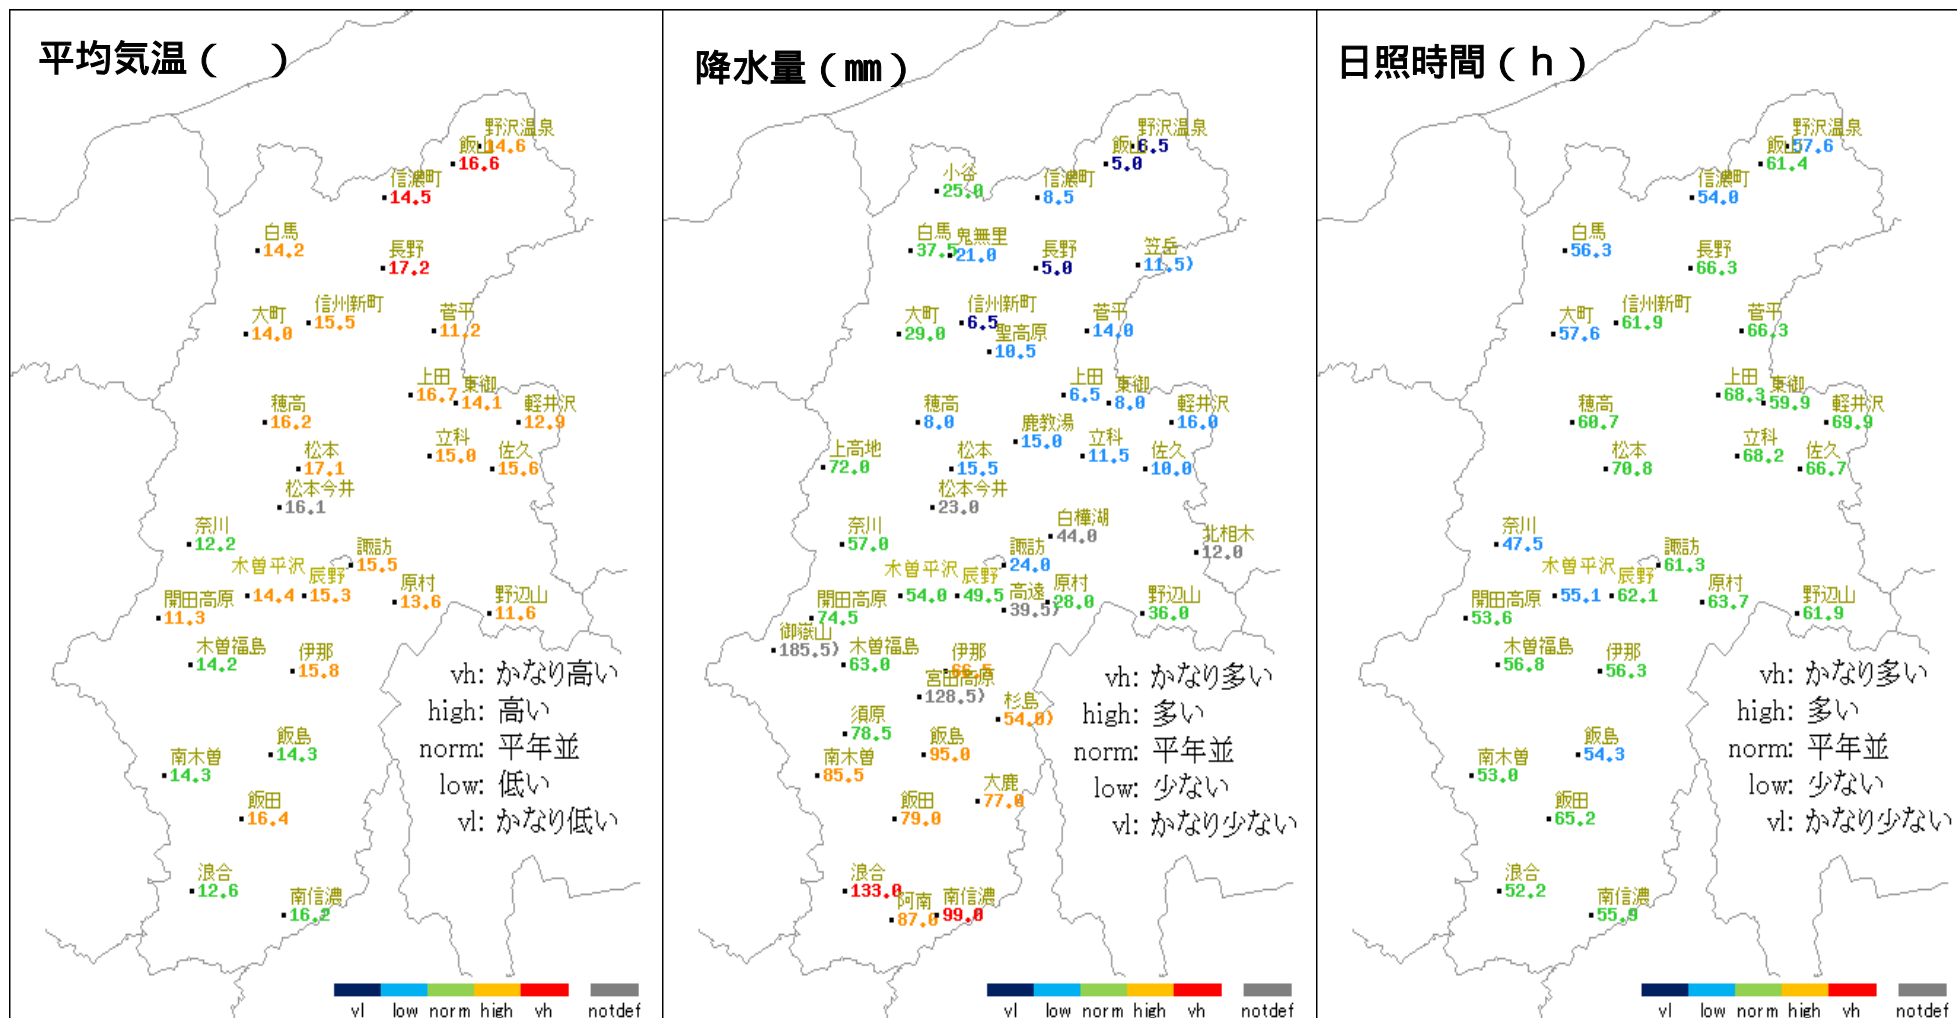 平均気温(　)
野沢温泉
14.6
飯山
16.6
信濃町
14.5
白馬
14.2
長野
17.2
大町
14.0
信州新町
15.5
菅平
11.2
上田
16.7
東御
14.1
軽井沢
12.9
穂高
16.2
立科
15.0
佐久
15.6
松本
17.1
松本今井
16.1
奈川
12.2
諏訪
15.5
木曽平沢
14.4
辰野
15.3
原村
13.6
野辺山
11.6
開田高原
11.3
木曽福島
14.2
伊那
15.8
南木曽
14.3
飯島
14.3
飯田
16.4
浪合
12.6
南信濃
16.2
vh: かなり高い
high: 高い
norm: 平年並
low: 低い
vl: かなり低い
vl low norm high vh notdef
降水量(㎜)
野沢温泉
6.5
飯山
5.0
小谷
25.0
信濃町
8.5
白馬
37.5
鬼無里
21.0
長野
5.0
笠岳
11.5)
大町
29.0
信州新町
6.5
聖高原
10.5
菅平
14.0
上田
6.5
東御
8.0
軽井沢
16.0
穂高
8.0
鹿教湯
15.0
立科
11.5
佐久
10.0
上高地
72.0
松本
15.5
松本今井
23.0
白樺湖
44.0
北相木
12.0
奈川
57.0
諏訪
24.0
木曽平沢
54.0
辰野
49.5
高遠
39.5)
原村
28.0
野辺山
36.0
開田高原
74.5
御嶽山
185.5)
木曽福島
63.0
伊那
66.5
宮田高原
128.5)
杉島
54.0)
須原
78.5
飯島
95.0
南木曽
85.5
大鹿
77.0
飯田
79.0
浪合
133.0
阿南
87.0
南信濃
99.0
vh: かなり多い
high: 多い
norm: 平年並
low: 少ない
vl: かなり少ない
vl low norm high vh notdef
日照時間(ｈ)
野沢温泉
57.6
飯山
61.4
信濃町
54.0
白馬
56.3
長野
66.3
大町
57.6
信州新町
61.9
菅平
66.3
上田
68.3
東御
59.9
軽井沢
69.9
穂高
60.7
立科
68.2
佐久
66.7
松本
70.8
奈川
47.5
諏訪
61.3
木曽平沢
55.1
辰野
62.1
原村
63.7
野辺山
61.9
開田高原
53.6
木曽福島
56.8
伊那
56.3
飯島
54.3
南木曽
53.0
飯田
65.2
浪合
52.2
南信濃
55.9
vh: かなり多い
high: 多い
norm: 平年並
low: 少ない
vl: かなり少ない
vl low norm high vh notdef